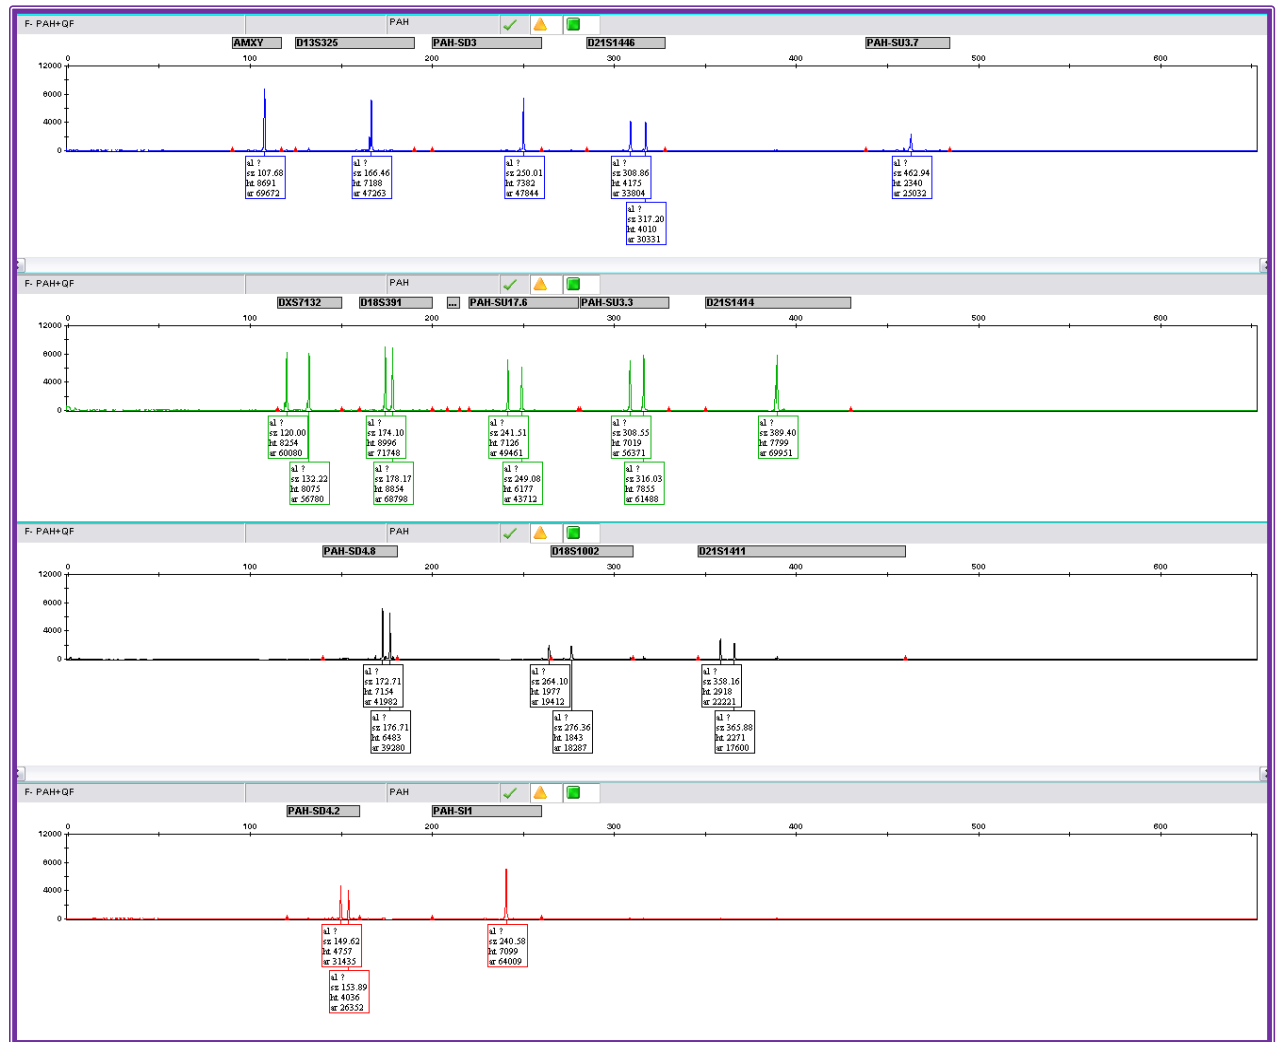 F- PAH+QF PAH
AMXY D13S325 PAH-SD3 D21S1446 PAH-SU3.7
0 100 200 300 400 500 600
12000
8000
4000
0
al ?
sz 107.68
ht 8691
ar 69672
al ?
sz 166.46
ht 7188
ar 47263
al ?
sz 250.01
ht 7382
ar 47844
al ?
sz 308.86
ht 4175
ar 33804
al ?
sz 317.20
ht 4010
ar 30331
al ?
sz 462.94
ht 2340
ar 25032
F- PAH+QF PAH
DXS7132 D18S391 ... PAH-SU17.6 PAH-SU3.3 D21S1414
0 100 200 300 400 500 600
12000
8000
4000
0
al ?
sz 120.00
ht 8254
ar 60080
al ?
sz 132.22
ht 8075
ar 56780
al ?
sz 174.10
ht 8996
ar 71748
al ?
sz 178.17
ht 8854
ar 68798
al ?
sz 241.51
ht 7126
ar 49461
al ?
sz 249.08
ht 6177
ar 43712
al ?
sz 308.55
ht 7019
ar 56371
al ?
sz 316.03
ht 7855
ar 61488
al ?
sz 389.40
ht 7799
ar 69951
F- PAH+QF PAH
PAH-SD4.8 D18S1002 D21S1411
0 100 200 300 400 500 600
12000
8000
4000
0
al ?
sz 172.71
ht 7154
ar 41982
al ?
sz 176.71
ht 6483
ar 39280
al ?
sz 264.10
ht 1977
ar 19412
al ?
sz 276.36
ht 1843
ar 18287
al ?
sz 358.16
ht 2918
ar 22221
al ?
sz 365.88
ht 2271
ar 17600
F- PAH+QF PAH
PAH-SD4.2 PAH-SI1
0 100 200 300 400 500 600
12000
8000
4000
0
al ?
sz 149.62
ht 4757
ar 31435
al ?
sz 153.89
ht 4036
ar 26352
al ?
sz 240.58
ht 7099
ar 64009